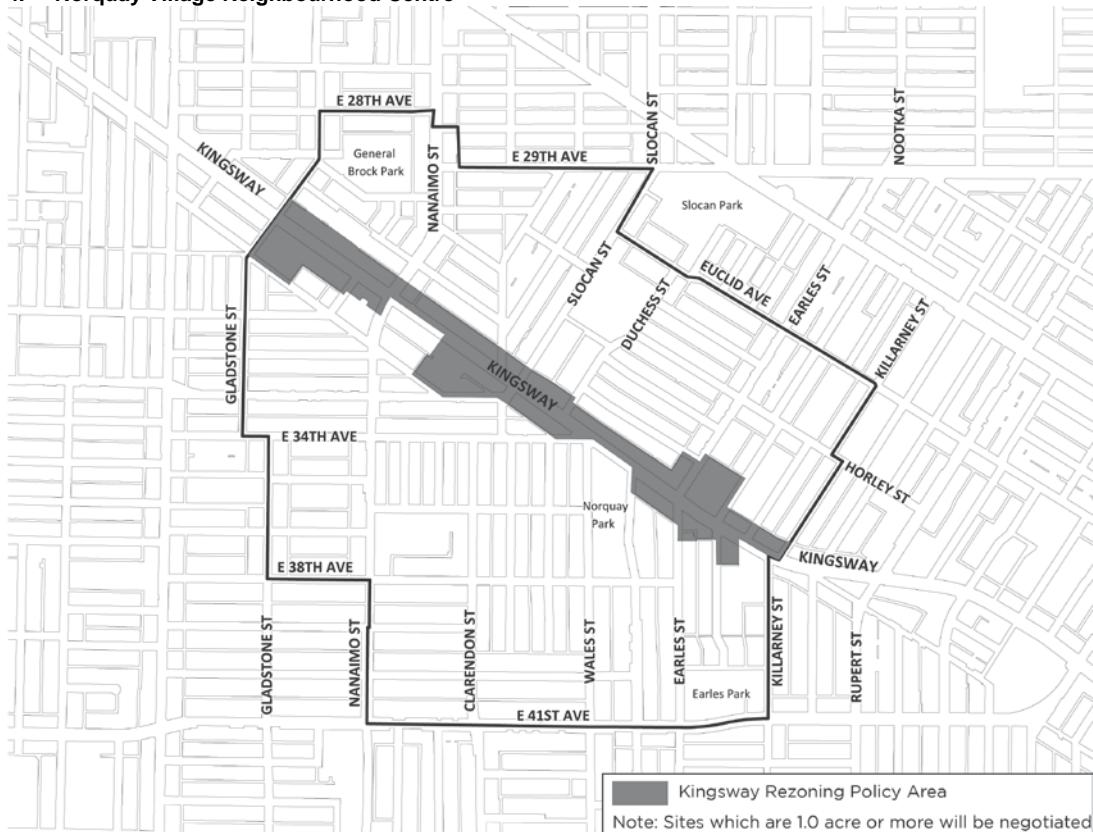 Norquay Village Neighbourhood Centre
E 28TH AVE
SLOCAN ST
NOOTKA ST
KINGSWAY
General
Brock Park
NANAIMO ST
E 29TH AVE
Slocan Park
SLOCAN ST
EUCLID AVE
EARLES ST
DUCHESS ST
KILLARNEY ST
GLADSTONE ST
KINGSWAY
E 34TH AVE
HORLEY ST
Norquay
Park
KINGSWAY
E 38TH AVE
GLADSTONE ST
NANAIMO ST
CLARENDON ST
WALES ST
EARLES ST
KILLARNEY ST
RUPERT ST
Earles Park
E 41ST AVE
Kingsway Rezoning Policy Area
Note: Sites which are 1.0 acre or more will be negotiated